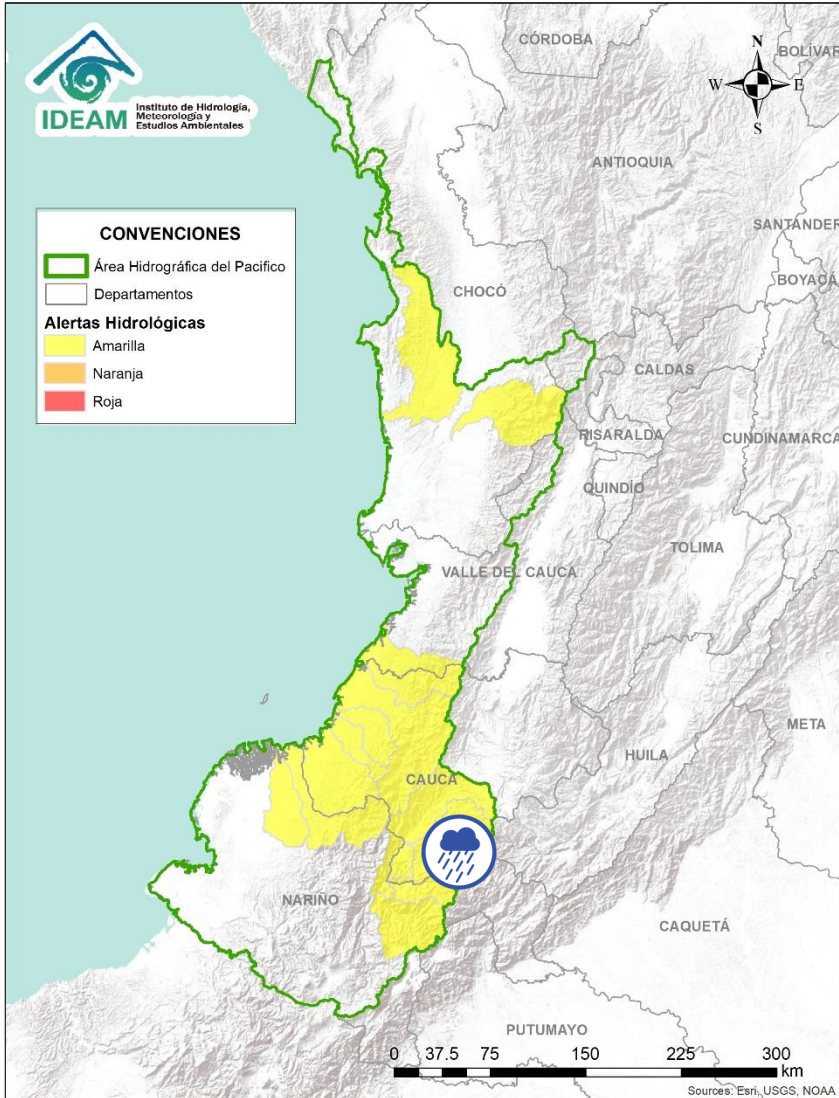 IDEAM
Instituto de Hidrología,
Meteorología y
Estudios Ambientales
N
W E
S
CONVENCIONES
Área Hidrográfica del Pacifico
Departamentos
Alertas Hidrológicas
Amarilla
Naranja
Roja
CÓRDOBA
BOLÍVAR
ANTIOQUIA
SANTANDER
BOYACÁ
CHOCÓ
CALDAS
RISARALDA
CUNDINAMARCA
QUINDÍO
TOLIMA
VALLE DEL CAUCA
META
HUILA
CAUCA
NARIÑO
CAQUETÁ
PUTUMAYO
0 37.5 75 150 225 300
km
Sources: Esri, USGS, NOAA